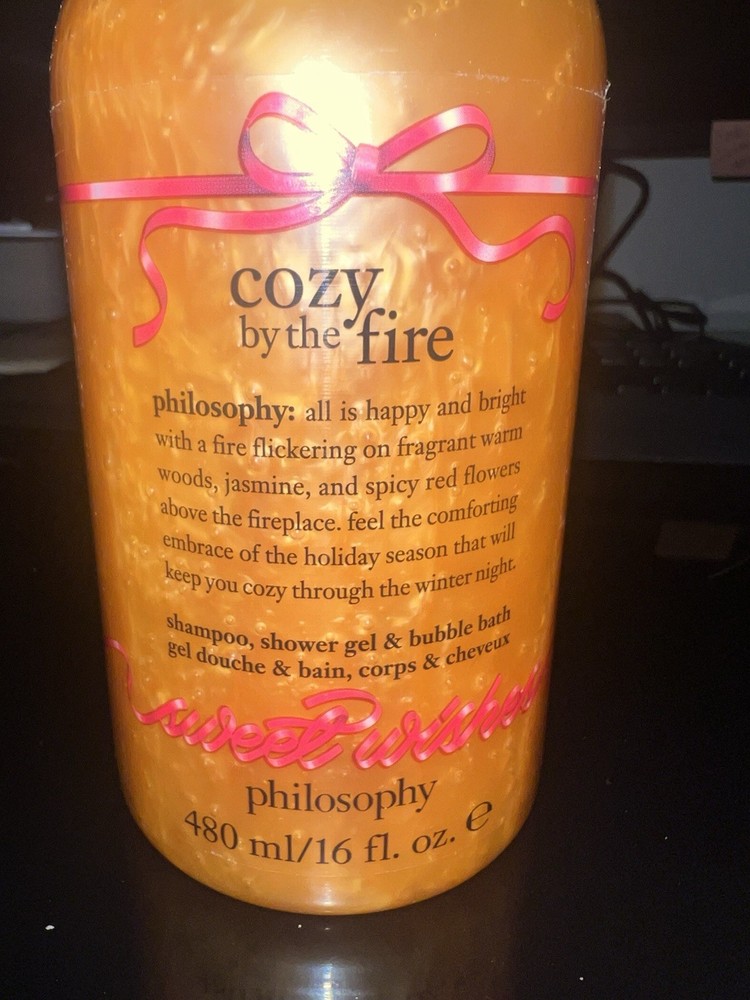 cozy
by the fire
philosophy: all is happy and bright
with a fire flickering on fragrant warm
woods, jasmine, and spicy red flowers
above the fireplace. feel the comforting
embrace of the holiday season that will
keep you cozy through the winter night.
shampoo, shower gel & bubble bath
gel douche & bain, corps & cheveux
sweet wishes
philosophy
480 ml/16 fl. oz. ℮